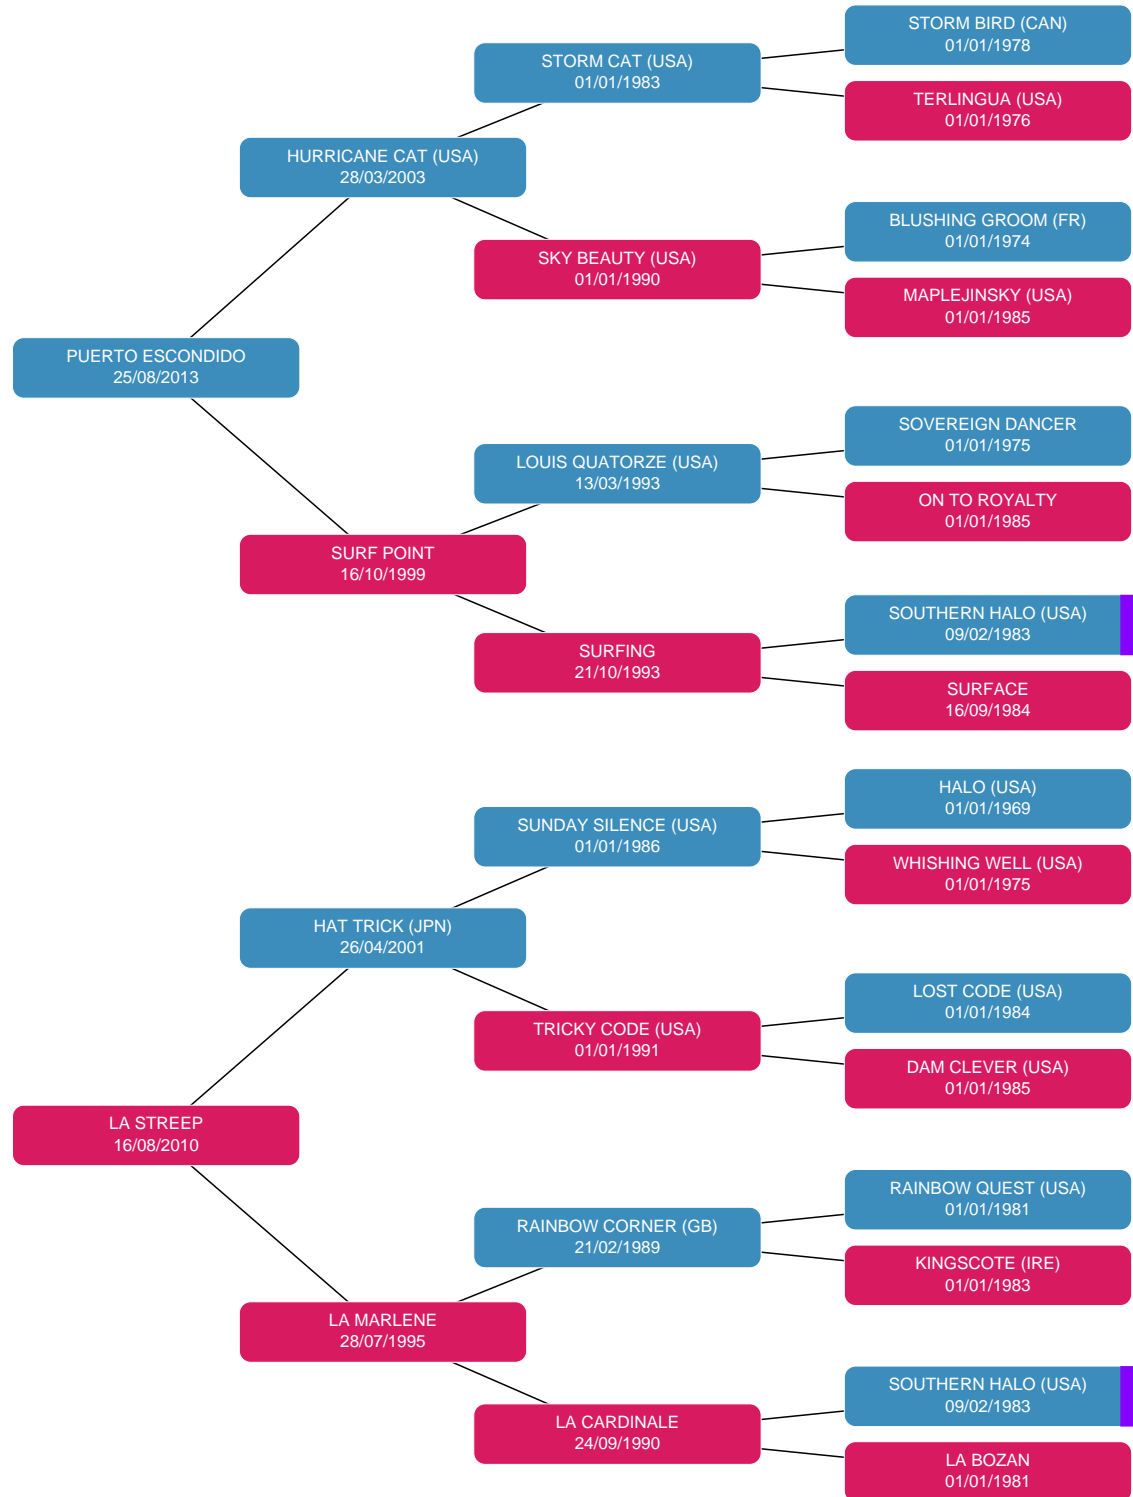 STORM BIRD (CAN)
01/01/1978
STORM CAT (USA)
01/01/1983
TERLINGUA (USA)
01/01/1976
HURRICANE CAT (USA)
28/03/2003
BLUSHING GROOM (FR)
01/01/1974
SKY BEAUTY (USA)
01/01/1990
MAPLEJINSKY (USA)
01/01/1985
PUERTO ESCONDIDO
25/08/2013
SOVEREIGN DANCER
01/01/1975
LOUIS QUATORZE (USA)
13/03/1993
ON TO ROYALTY
01/01/1985
SURF POINT
16/10/1999
SOUTHERN HALO (USA)
09/02/1983
SURFING
21/10/1993
SURFACE
16/09/1984
HALO (USA)
01/01/1969
SUNDAY SILENCE (USA)
01/01/1986
WHISHING WELL (USA)
01/01/1975
HAT TRICK (JPN)
26/04/2001
LOST CODE (USA)
01/01/1984
TRICKY CODE (USA)
01/01/1991
DAM CLEVER (USA)
01/01/1985
LA STREEP
16/08/2010
RAINBOW QUEST (USA)
01/01/1981
RAINBOW CORNER (GB)
21/02/1989
KINGSCOTE (IRE)
01/01/1983
LA MARLENE
28/07/1995
SOUTHERN HALO (USA)
09/02/1983
LA CARDINALE
24/09/1990
LA BOZAN
01/01/1981